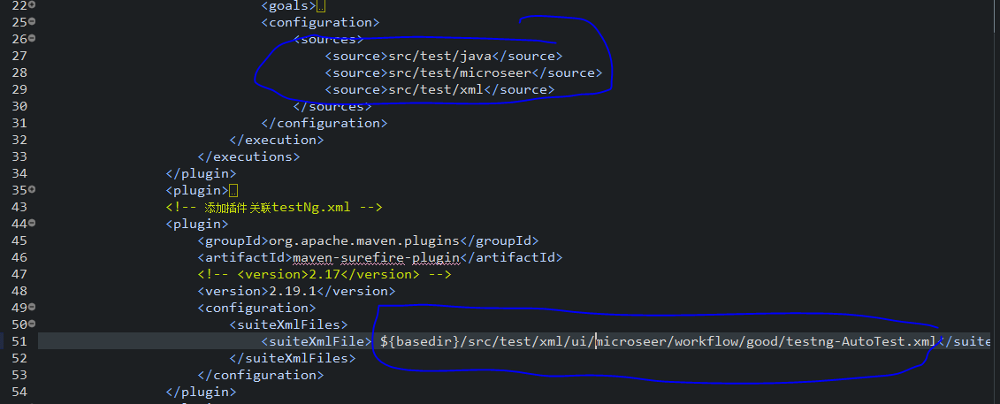 22 <goals>
25 <configuration>
26 <sources>
27 <source>src/test/java</source>
28 <source>src/test/microseer</source>
29 <source>src/test/xml</source>
30 </sources>
31 </configuration>
32 </execution>
33 </executions>
34 </plugin>
35 <plugin>
43 <!-- 添加插件 关联testNg.xml -->
44 <plugin>
45 <groupId>org.apache.maven.plugins</groupId>
46 <artifactId>maven-surefire-plugin</artifactId>
47 <!-- <version>2.17</version> -->
48 <version>2.19.1</version>
49 <configuration>
50 <suiteXmlFiles>
51 <suiteXmlFile> ${basedir}/src/test/xml/ui/microseer/workflow/good/testng-AutoTest.xml</suite
52 </suiteXmlFiles>
53 </configuration>
54 </plugin>